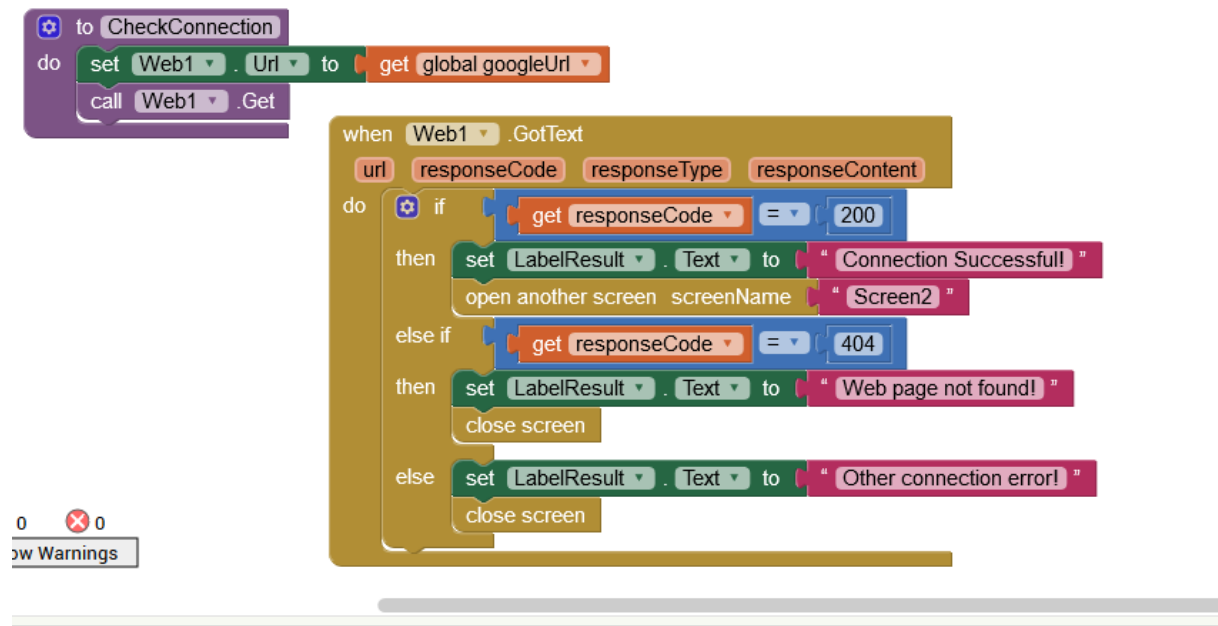 to CheckConnection
do set Web1 . Url to get global googleUrl
call Web1 .Get
when Web1 .GotText
url responseCode responseType responseContent
do if get responseCode = 200
then set LabelResult . Text to “ Connection Successful! ”
open another screen screenName “ Screen2 ”
else if get responseCode = 404
then set LabelResult . Text to “ Web page not found! ”
close screen
else set LabelResult . Text to “ Other connection error! ”
close screen
0 0
ow Warnings